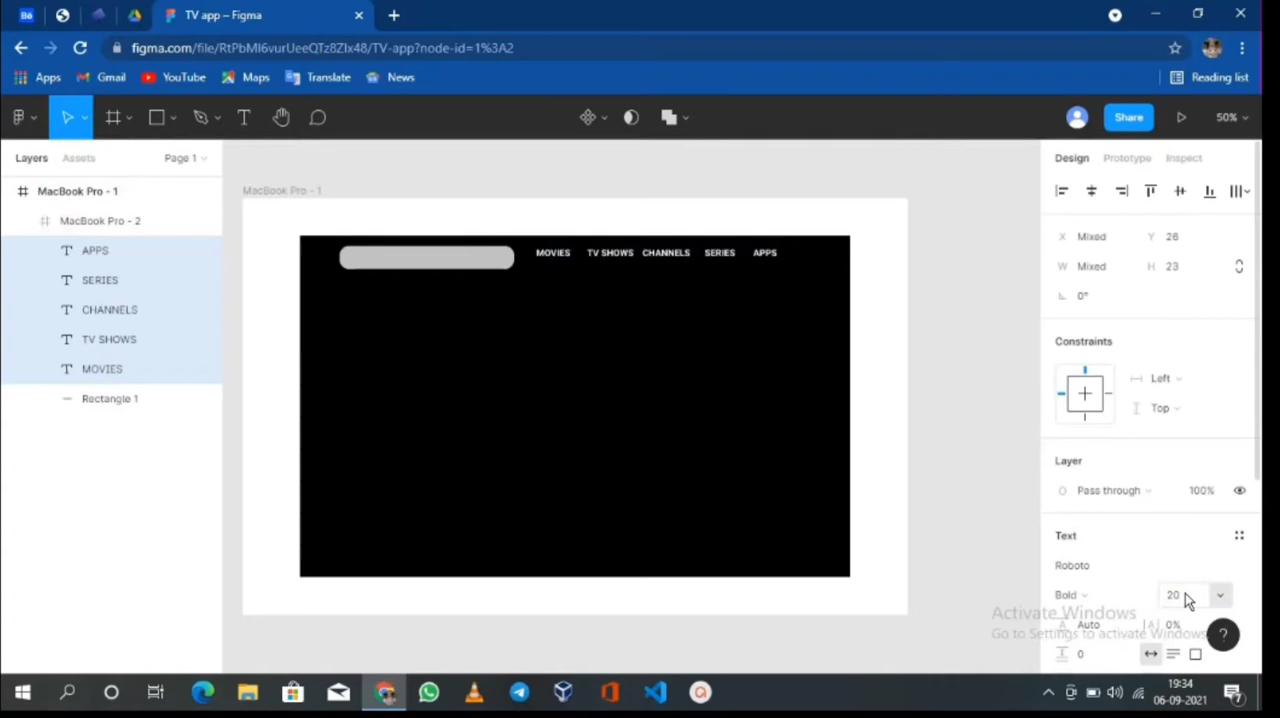 Bē
TV app – Figma
figma.com/file/RtPbMI6vurUeeQTz8ZIx48/TV-app?node-id=1%3A2
Apps
Gmail
YouTube
Maps
Translate
News
Reading list
Share
50%
Layers
Assets
Page 1
MacBook Pro - 1
MacBook Pro - 2
APPS
SERIES
CHANNELS
TV SHOWS
MOVIES
Rectangle 1
MacBook Pro - 1
MOVIES TV SHOWS CHANNELS SERIES APPS
Design Prototype Inspect
X Mixed Y 26
W Mixed H 23
0°
Constraints
Left
Top
Layer
Pass through 100%
Text
Roboto
Bold 20
Activate Windows
Auto |A| 0%
Go to Settings to activate Windows.
0
?
19:34
06-09-2021
7